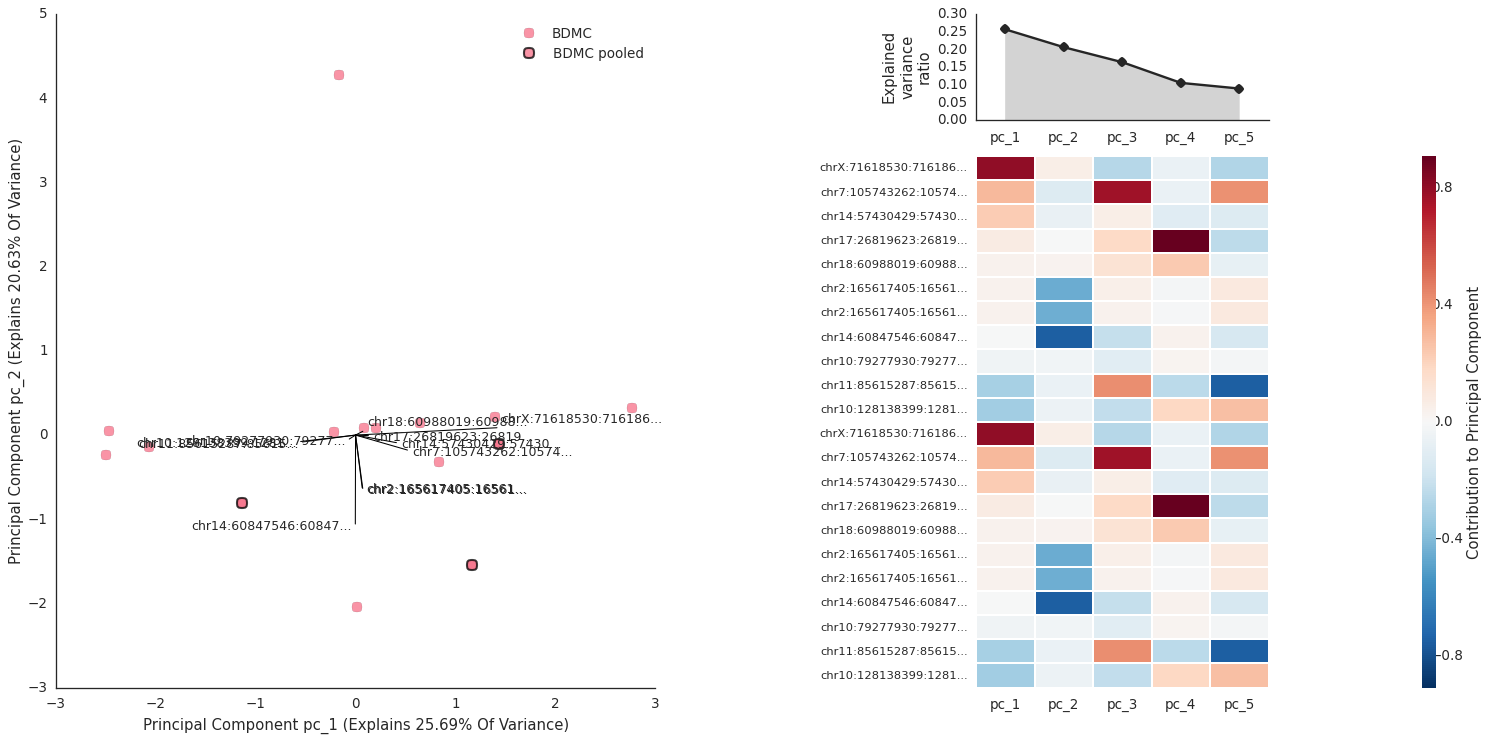 5
4
3
2
1
0
−1
−2
−3
−3
−2
−1
0
1
2
3
Principal Component pc_2 (Explains 20.63% Of Variance)
Principal Component pc_1 (Explains 25.69% Of Variance)
BDMC
BDMC pooled
chr18:60988019:60988...
chrX:71618530:716186...
chr17:26819623:26819...
chr14:57430429:57430...
chr7:105743262:10574...
chr11:85615287:85615...
chr10:79277930:79277...
chr2:165617405:16561...
chr14:60847546:60847...
Explained
variance
ratio
0.30
0.25
0.20
0.15
0.10
0.05
0.00
pc_1 pc_2 pc_3 pc_4 pc_5
chrX:71618530:716186...
chr7:105743262:10574...
chr14:57430429:57430...
chr17:26819623:26819...
chr18:60988019:60988...
chr2:165617405:16561...
chr2:165617405:16561...
chr14:60847546:60847...
chr10:79277930:79277...
chr11:85615287:85615...
chr10:128138399:1281...
chrX:71618530:716186...
chr7:105743262:10574...
chr14:57430429:57430...
chr17:26819623:26819...
chr18:60988019:60988...
chr2:165617405:16561...
chr2:165617405:16561...
chr14:60847546:60847...
chr10:79277930:79277...
chr11:85615287:85615...
chr10:128138399:1281...
pc_1 pc_2 pc_3 pc_4 pc_5
0.8
0.4
0.0
−0.4
−0.8
Contribution to Principal Component